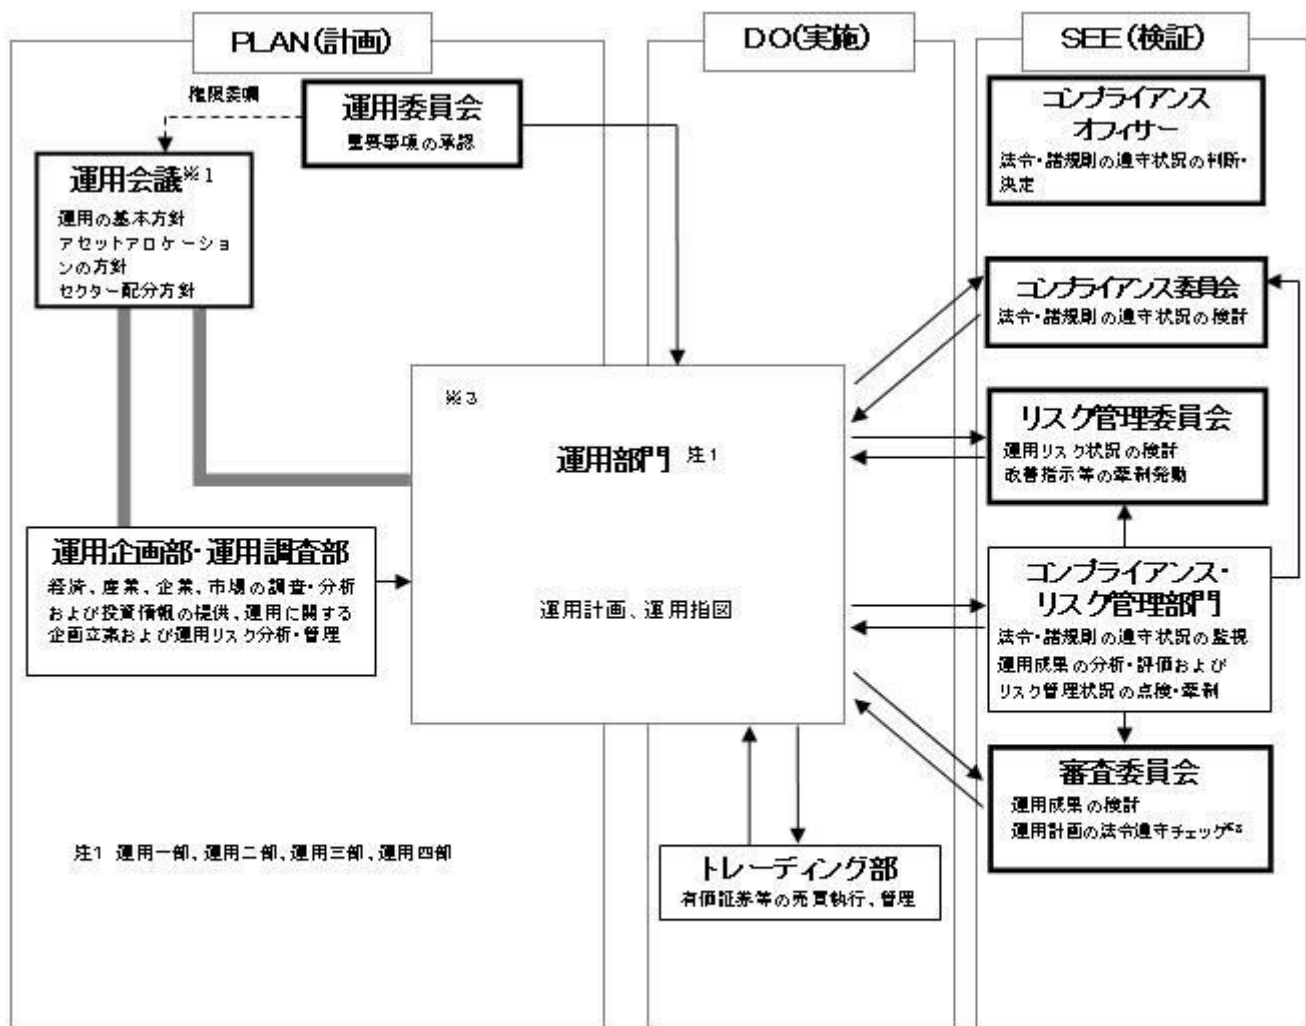 PLAN(計画)
権限委嘱
運用委員会
重要事項の承認
運用会議※1
運用の基本方針
アセットアロケーショ
ンの方針
セクター配分方針
運用企画部・運用調査部
経済、産業、企業、市場の調査・分析
および投資情報の提供、運用に関する
企画立案および運用リスク分析・管理
注1 運用一部、運用二部、運用三部、運用四部
DO(実施)
※3
運用部門 注1
運用計画、運用指図
トレーディング部
有価証券等の売買執行、管理
SEE(検証)
コンプライアンス
オフィサー
法令・諸規則の遵守状況の判断・
決定
コンプライアンス委員会
法令・諸規則の遵守状況の検討
リスク管理委員会
運用リスク状況の検討
改善指示等の牽制発動
コンプライアンス・
リスク管理部門
法令・諸規則の遵守状況の監視
運用成果の分析・評価および
リスク管理状況の点検・牽制
審査委員会
運用成果の検討
運用計画の法令遵守チェック